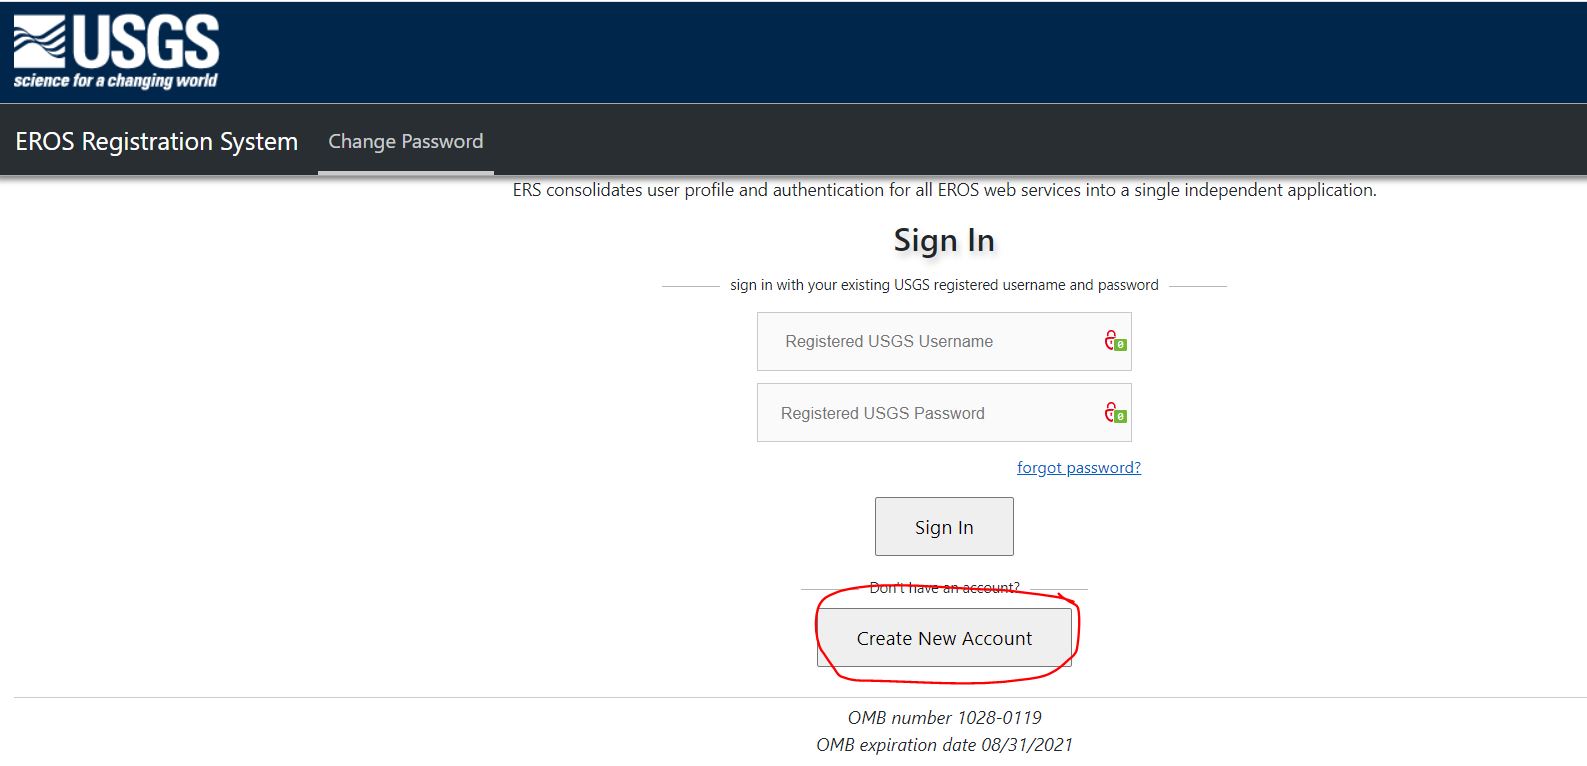 USGS
science for a changing world
EROS Registration System Change Password
ERS consolidates user profile and authentication for all EROS web services into a single independent application.
Sign In
sign in with your existing USGS registered username and password
Registered USGS Username
Registered USGS Password
forgot password?
Sign In
Don't have an account?
Create New Account
OMB number 1028-0119
OMB expiration date 08/31/2021